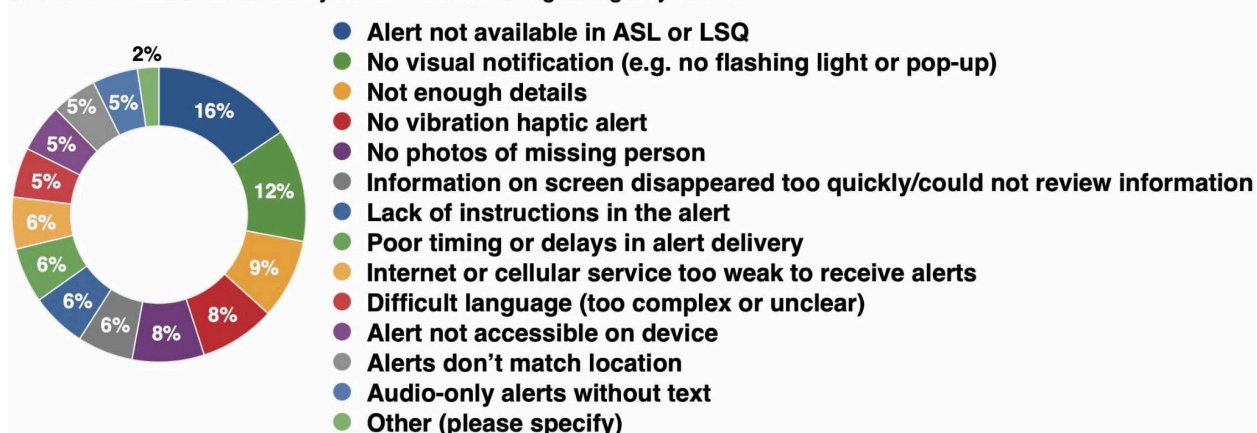 2%
16%
12%
9%
8%
8%
6%
6%
6%
6%
5%
5%
5%
5%
Alert not available in ASL or LSQ
No visual notification (e.g. no flashing light or pop-up)
Not enough details
No vibration haptic alert
No photos of missing person
Information on screen disappeared too quickly/could not review information
Lack of instructions in the alert
Poor timing or delays in alert delivery
Internet or cellular service too weak to receive alerts
Difficult language (too complex or unclear)
Alert not accessible on device
Alerts don’t match location
Audio-only alerts without text
Other (please specify)